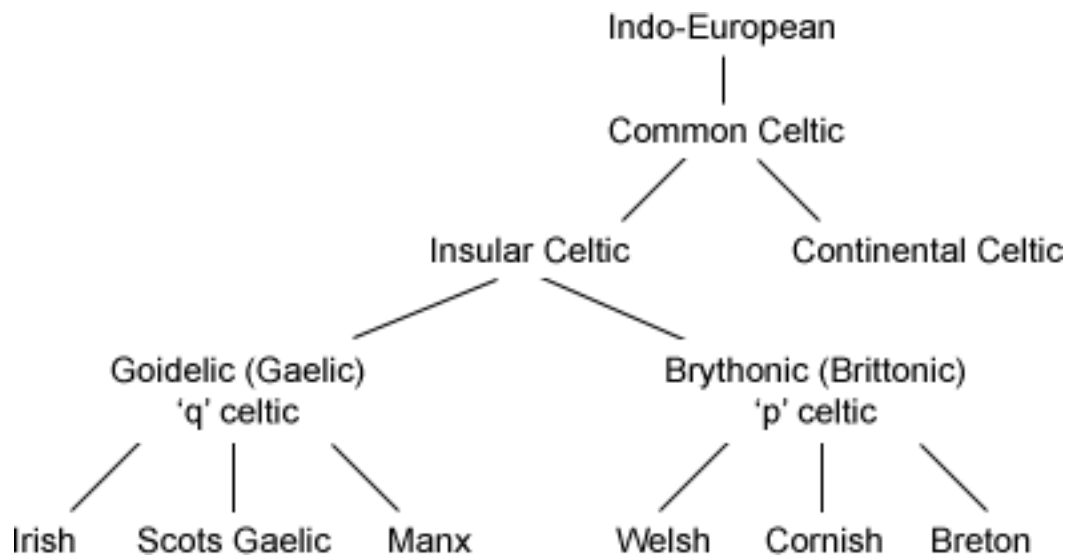 Indo-European
Common Celtic
Insular Celtic
Continental Celtic
Goidelic (Gaelic)
‘q’ celtic
Brythonic (Brittonic)
‘p’ celtic
Irish
Scots Gaelic
Manx
Welsh
Cornish
Breton